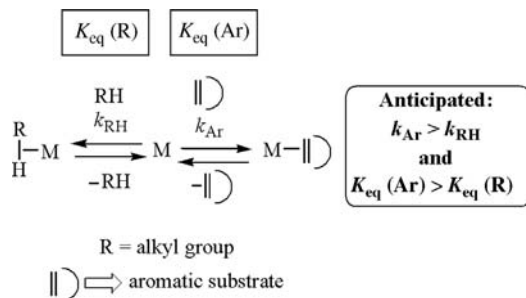 K_eq (R) K_eq (Ar)
RH
k_RH k_Ar
R
H
M M M
–RH
R = alkyl group
aromatic substrate
Anticipated:
k_Ar > k_RH
and
K_eq (Ar) > K_eq (R)